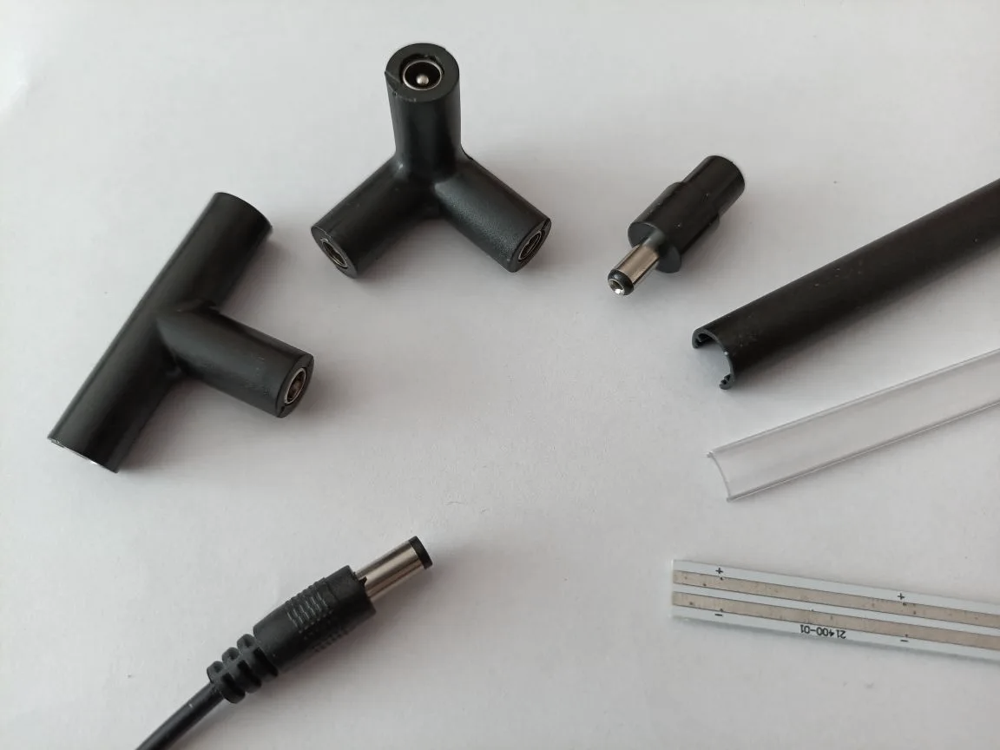 + +
- -
21400-01